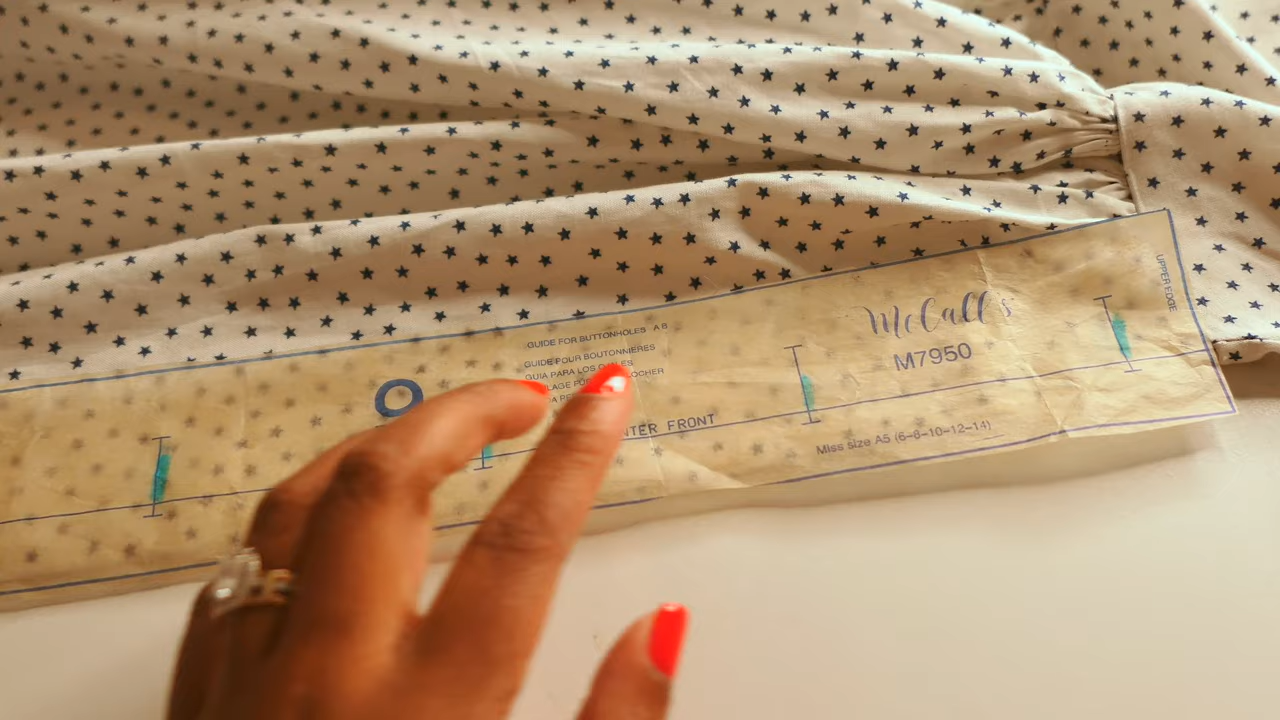 GUIDE FOR BUTTONHOLES A B
GUIDE POUR BOUTONNIERES
GUIA PARA LOS
FRONT
O
McCall's
M7950
Miss size A5 (6-8-10-12-14)
UPPER EDGE